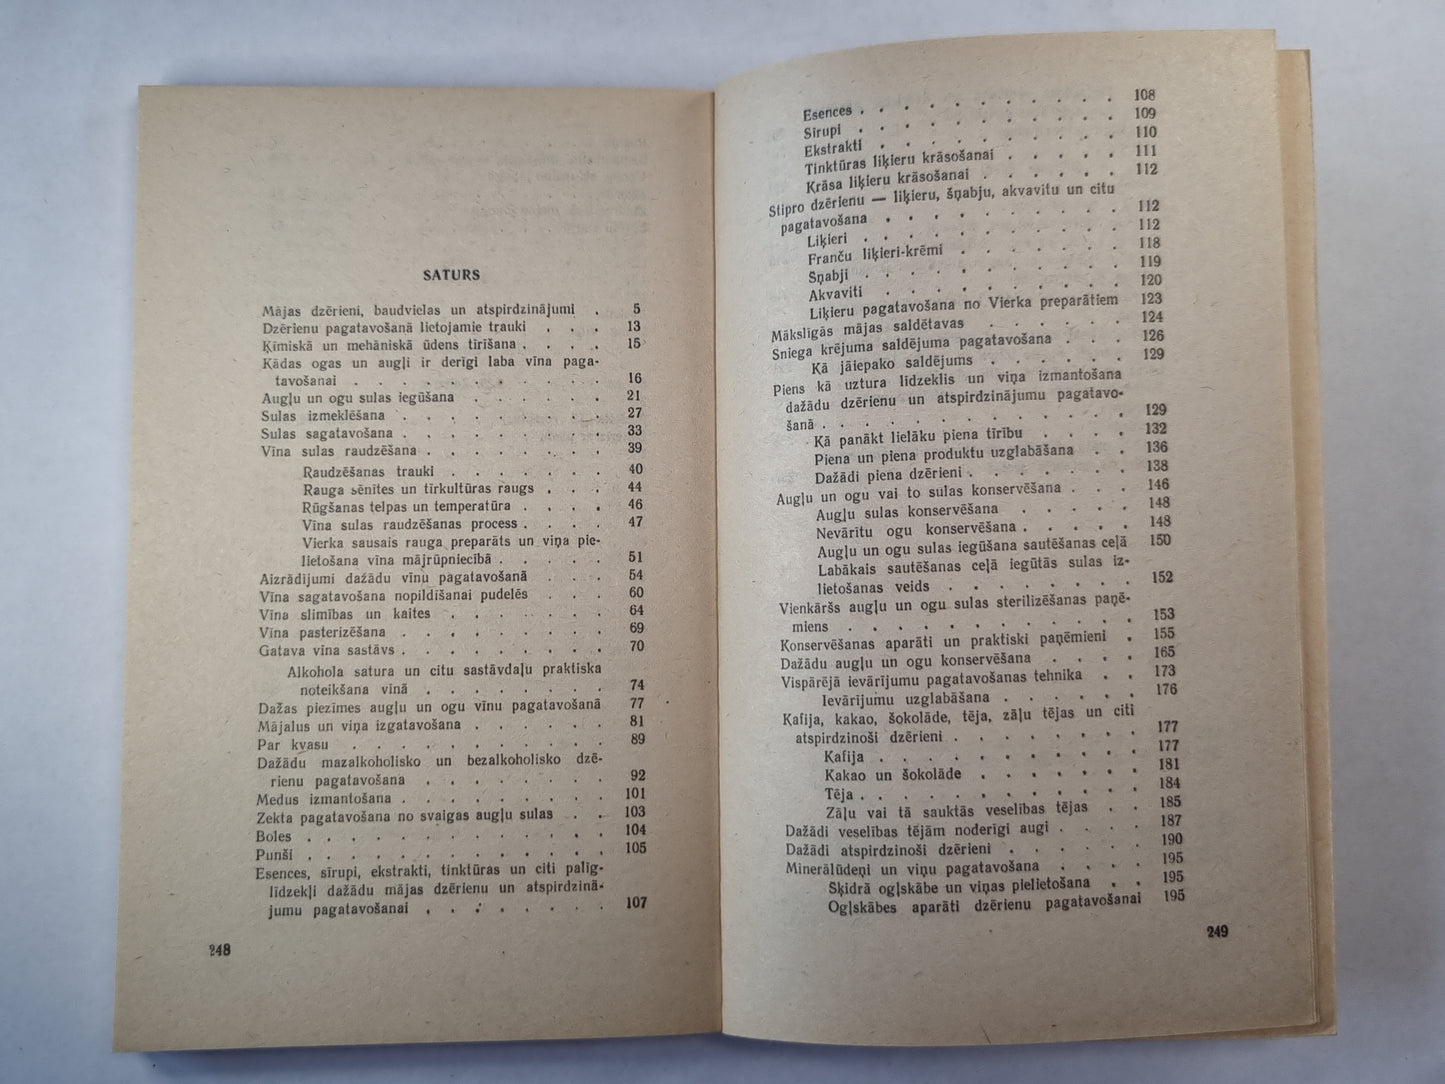 SATURS
Mājas dzērieni, baudvielas un atspirdzinājumi . 5
Dzērienu pagatavošanā lietojamie trauki . . . 13
Ķīmiskā un mehāniskā ūdens tīrīšana . . . . 15
Kādas ogas un augļi ir derīgi laba vīna paga-
tavošanai . . . . . . . . . . . 16
Augļu un ogu sulas iegūšana . . . . . . 21
Sulas izmeklēšana . . . . . . . . . 27
Sulas sagatavošana . . . . . . . . . 33
Vīna sulas raudzēšana . . . . . . . . 39
Raudzēšanas trauki . . . . . . . 40
Rauga sēnītes un tīrkultūras raugs . . . 44
Rūgšanas telpas un temperatūra . . . . 46
Vīna sulas raudzēšanas process . . . . 47
Vierka sausais rauga preparāts un viņa pie-
lietošana vīna mājrūpniecībā . . . . . 51
Aizrādījumi dažādu vīnu pagatavošanā . . . 54
Vīna sagatavošana nopildīšanai pudelēs . . . 60
Vīna slimības un kaites . . . . . . . 64
Vīna pasterizēšana . . . . . . . . . 69
Gatava vīna sastāvs . . . . . . . . . 70
Alkohola satura un citu sastāvdaļu praktiska
noteikšana vīnā . . . . . . . . 74
Dažas piezīmes augļu un ogu vīnu pagatavošanā 77
Mājalus un viņa izgatavošana . . . . . . 81
Par kvasu . . . . . . . . . . . 89
Dažādu mazalkoholisko un bezalkoholisko dzē-
rienu pagatavošana . . . . . . . . 92
Medus izmantošana . . . . . . . . . 101
Zekta pagatavošana no svaigas augļu sulas . . 103
Boles . . . . . . . . . . . . 104
Punši . . . . . . . . . . . . 105
Esences, sīrupi, ekstrakti, tinktūras un citi palīg-
līdzekļi dažādu mājas dzērienu un atspirdzinā-
jumu pagatavošanai . . . . . . . 107
248
Esences . . . . . . . . . . . 108
Sīrupi . . . . . . . . . . . 109
Ekstrakti . . . . . . . . . . 110
Tinktūras liķieru krāsošanai . . . . . 111
Krāsa liķieru krāsošanai . . . . . . 112
Stipro dzērienu — liķieru, šņabju, akvavitu un citu
pagatavošana . . . . . . . . . . 112
Liķieri . . . . . . . . . . . 112
Franču liķieri-krēmi . . . . . . . 118
Šņabji . . . . . . . . . . . 119
Akvaviti . . . . . . . . . . 120
Liķieru pagatavošana no Vierka preparātiem 123
Mākslīgās mājas saldētavas . . . . . . 124
Sniega krējuma saldējuma pagatavošana . . . 126
Kā jāiepako saldējums . . . . . . 129
Piens kā uztura līdzeklis un viņa izmantošana
dažādu dzērienu un atspirdzinājumu pagatavo-
šanā . . . . . . . . . . . . 129
Kā panākt lielāku piena tīrību . . . . 132
Piena un piena produktu uzglabāšana . . 136
Dažādi piena dzērieni . . . . . . . 138
Augļu un ogu vai to sulas konservēšana . . . 146
Augļu sulas konservēšana . . . . . 148
Nevārītu ogu konservēšana . . . . . 148
Augļu un ogu sulas iegūšana sautēšanas ceļā 150
Labākais sautēšanas ceļā iegūtās sulas iz-
lietošanas veids . . . . . . . . 152
Vienkāršs augļu un ogu sulas sterilizēšanas paņē-
miens . . . . . . . . . . . . 153
Konservēšanas aparāti un praktiski paņēmieni . 155
Dažādu augļu un ogu konservēšana . . . . 165
Vispārējā ievārījumu pagatavošanas tehnika . . 173
Ievārījumu uzglabāšana . . . . . . 176
Kafija, kakao, šokolāde, tēja, zāļu tējas un citi
atspirdzinoši dzērieni . . . . . . . . 177
Kafija . . . . . . . . . . . 177
Kakao un šokolāde . . . . . . . 181
Tēja . . . . . . . . . . . . 184
Zāļu vai tā sauktās veselības tējas . . 185
Dažādi veselības tējām noderīgi augi . . . . 187
Dažādi atspirdzinoši dzērieni . . . . . . 190
Minerālūdeņi un viņu pagatavošana . . . . 195
Šķidrā ogļskābe un viņas pielietošana . . 195
Ogļskābes aparāti dzērienu pagatavošanai 195
249